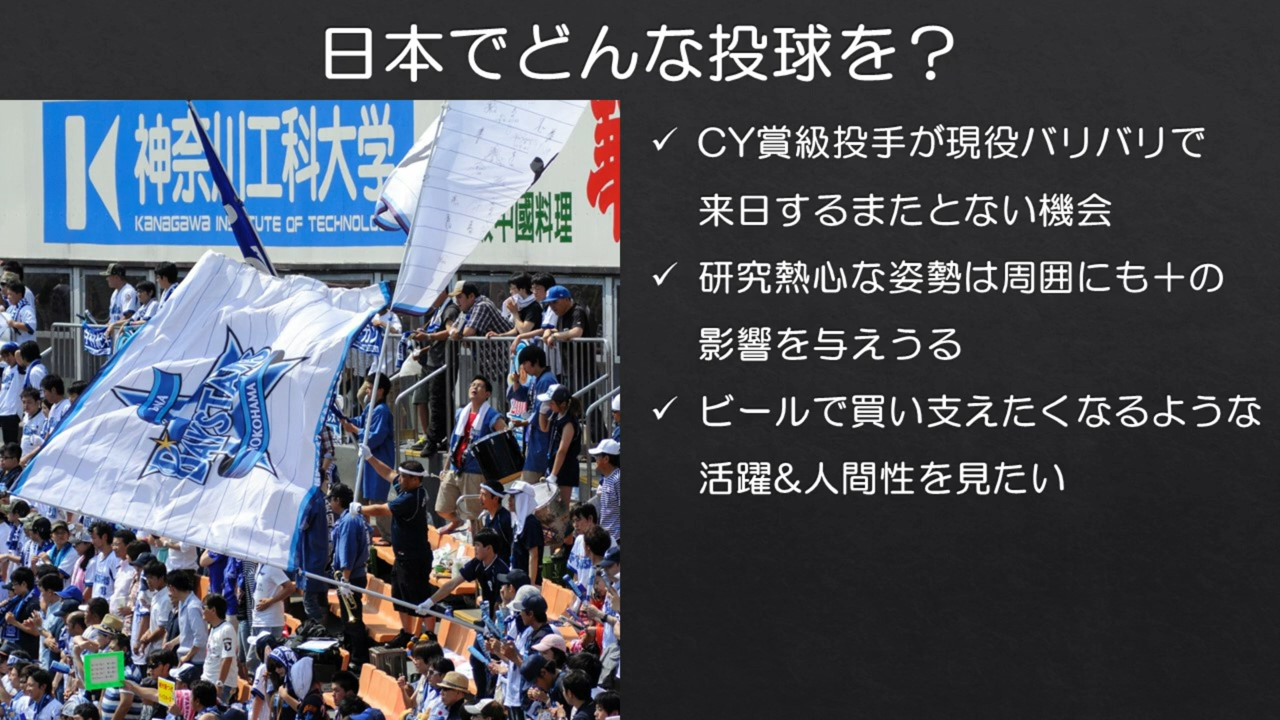 日本でどんな投球を？
神奈川工科大学
KANAGAWA INSTITUTE OF TECHNOLOG
中國料理
BAYSTARS
YOKOHAMA
✓ CY賞級投手が現役バリバリで
来日するまたとない機会
✓ 研究熱心な姿勢は周囲にも＋の
影響を与えうる
✓ ビールで買い支えたくなるような
活躍&人間性を見たい